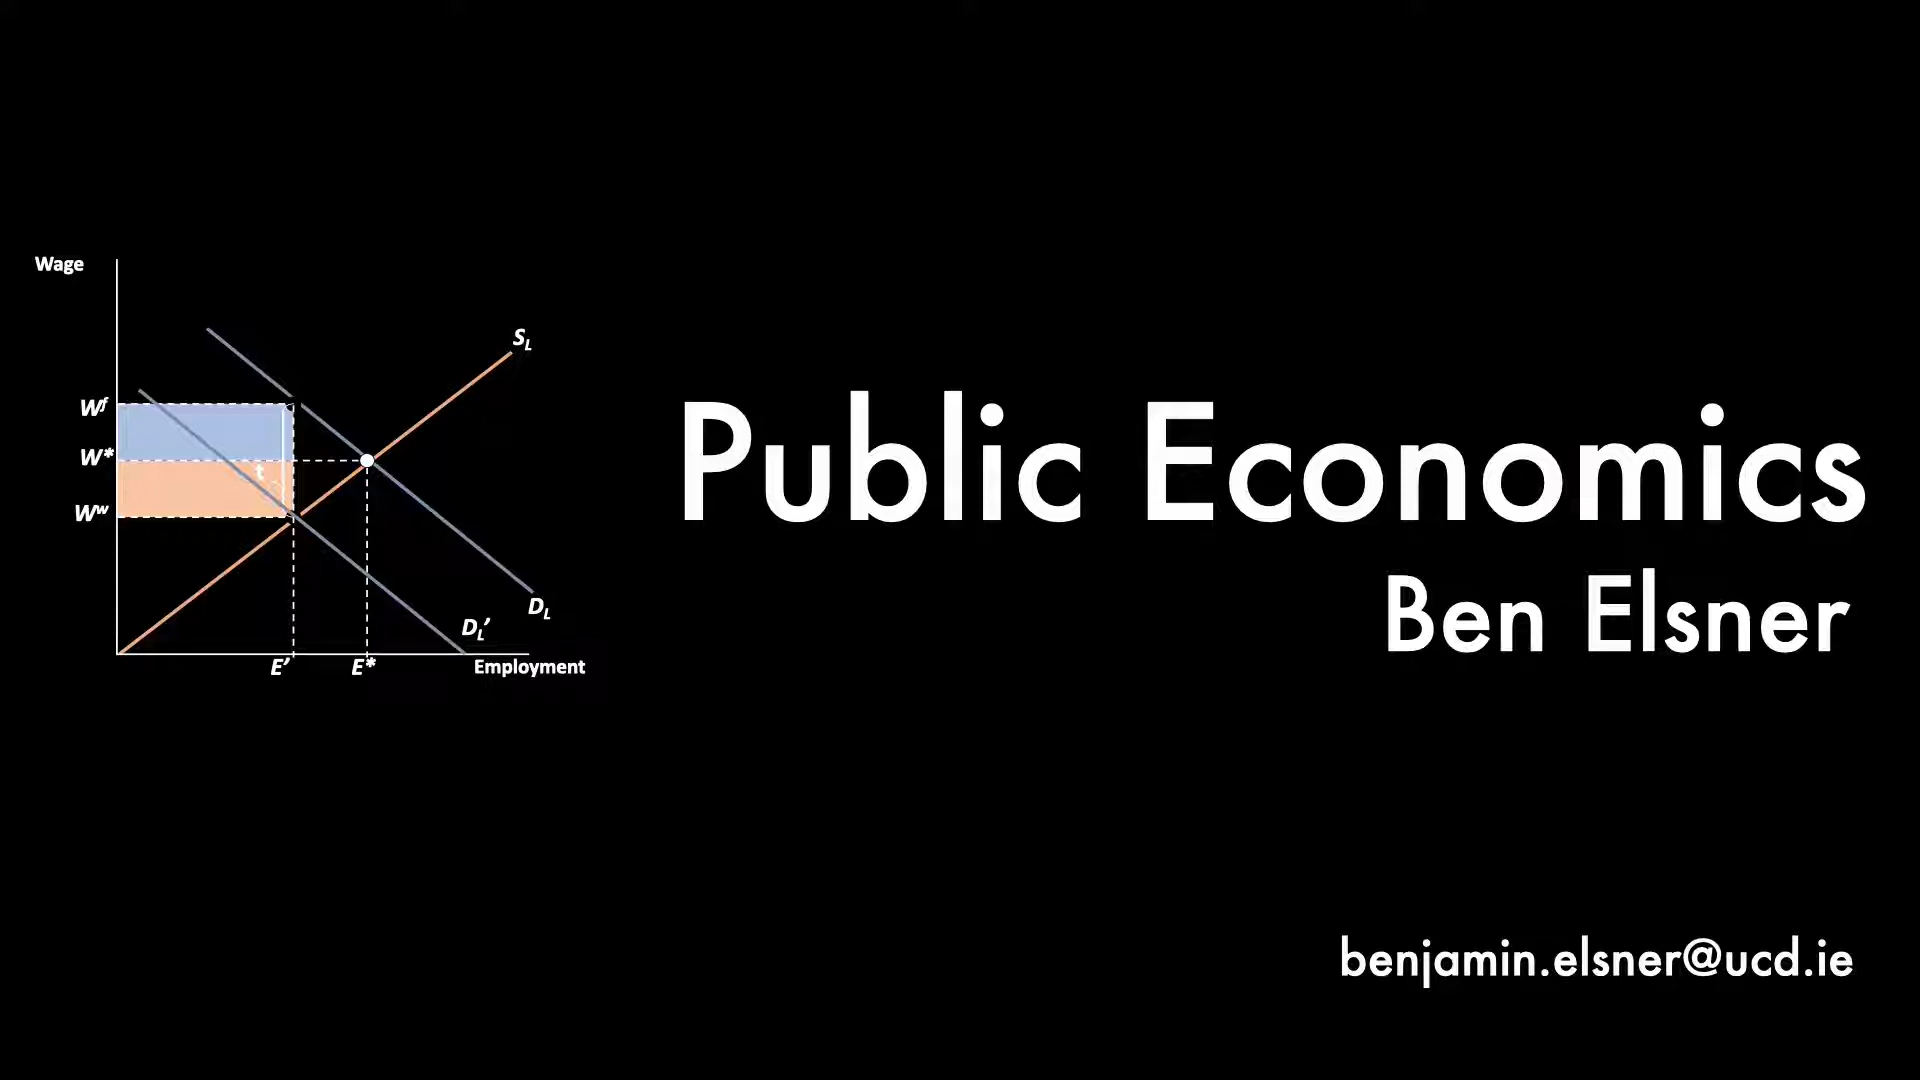 Wage
S_L
W^f
W*
t
W^w
D_L
D_L'
E'
E*
Employment
Public Economics
Ben Elsner
benjamin.elsner@ucd.ie